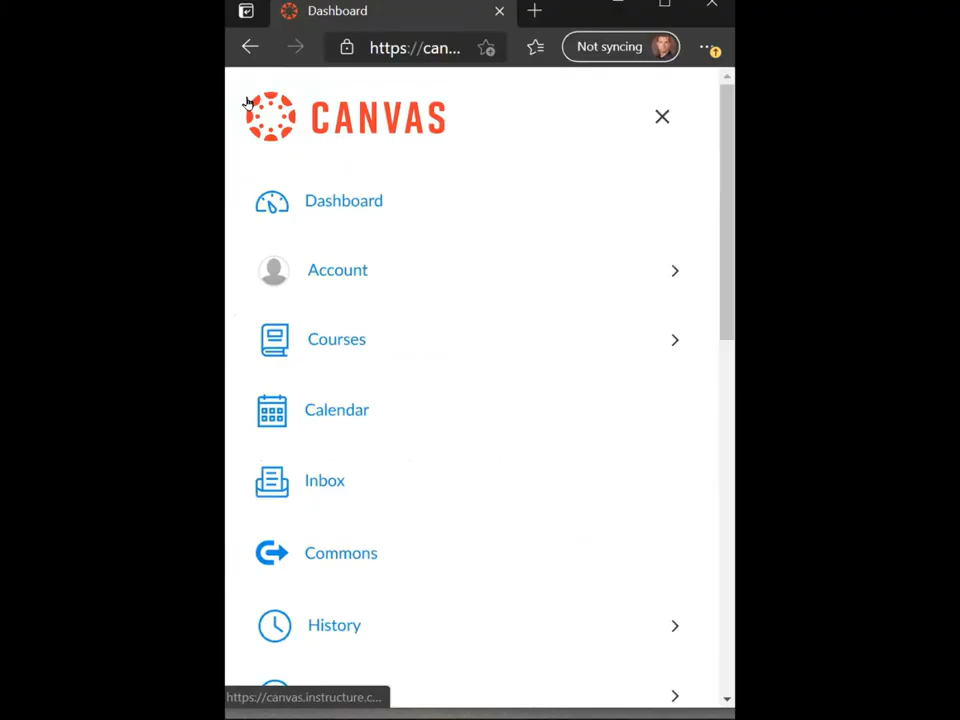 Dashboard
https://can...
Not syncing
CANVAS
Dashboard
Account
Courses
Calendar
Inbox
Commons
History
https://canvas.instructure.c...